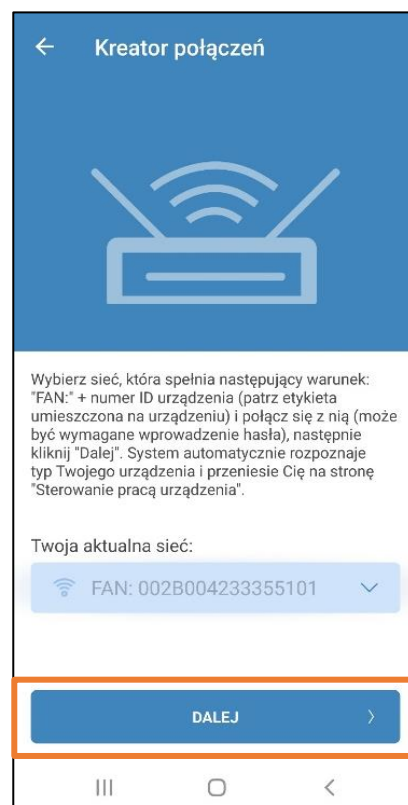 Kreator połączeń
Wybierz sieć, która spełnia następujący warunek:
"FAN:" + numer ID urządzenia (patrz etykieta
umieszczona na urządzeniu) i połącz się z nią (może
być wymagane wprowadzenie hasła), następnie
kliknij "Dalej". System automatycznie rozpoznaje
typ Twojego urządzenia i przeniesie Cię na stronę
"Sterowanie pracą urządzenia".
Twoja aktualna sieć:
FAN: 002B004233355101
DALEJ